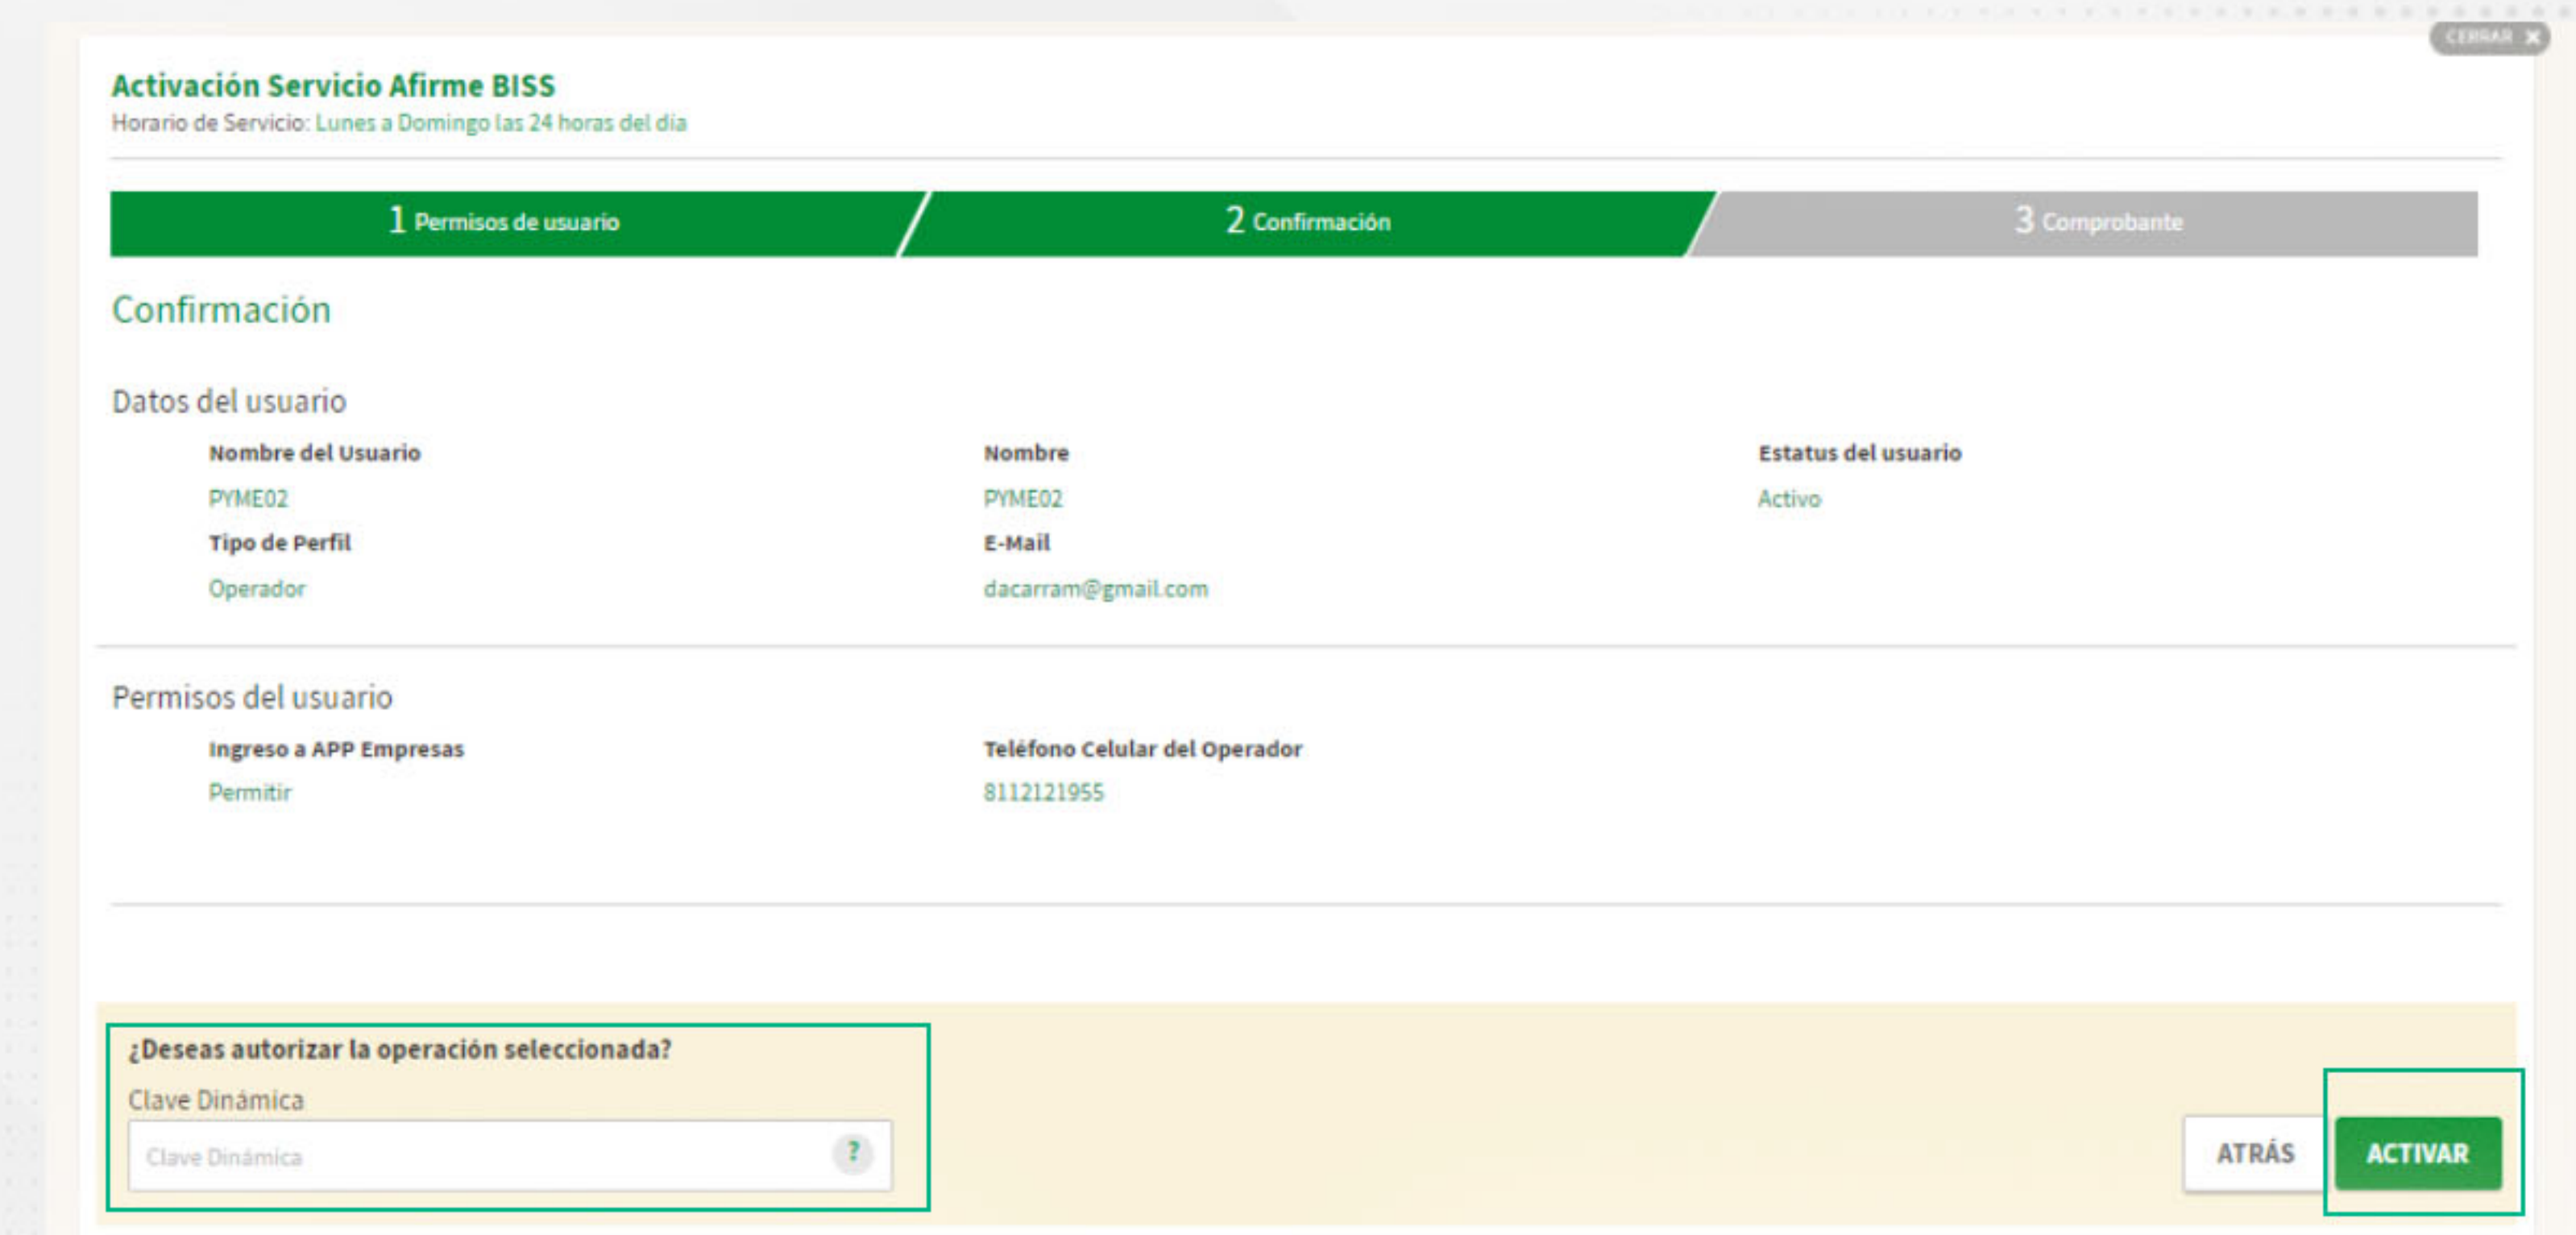 CERRAR X
Activación Servicio Afirme BISS
Horario de Servicio: Lunes a Domingo las 24 horas del día
1 Permisos de usuario
2 Confirmación
3 Comprobante
Confirmación
Datos del usuario
Nombre del Usuario
Nombre
Estatus del usuario
PYME02
PYME02
Activo
Tipo de Perfil
E-Mail
Operador
dacarram@gmail.com
Permisos del usuario
Ingreso a APP Empresas
Teléfono Celular del Operador
Permitir
8112121955
¿Deseas autorizar la operación seleccionada?
Clave Dinámica
Clave Dinámica
?
ATRÁS
ACTIVAR